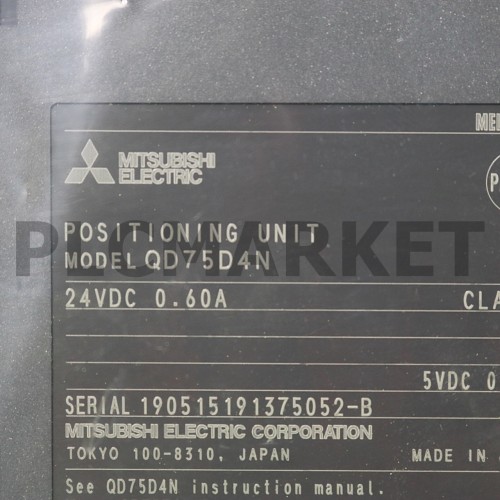 MITSUBISHI
ELECTRIC
POSITIONING UNIT
PLCMARKET
MODEL QD75D4N
24VDC 0.60A
5VDC
SERIAL 190515191375052-B
MITSUBISHI ELECTRIC CORPORATION
TOKYO 100-8310, JAPAN MADE IN
See QD75D4N instruction manual.